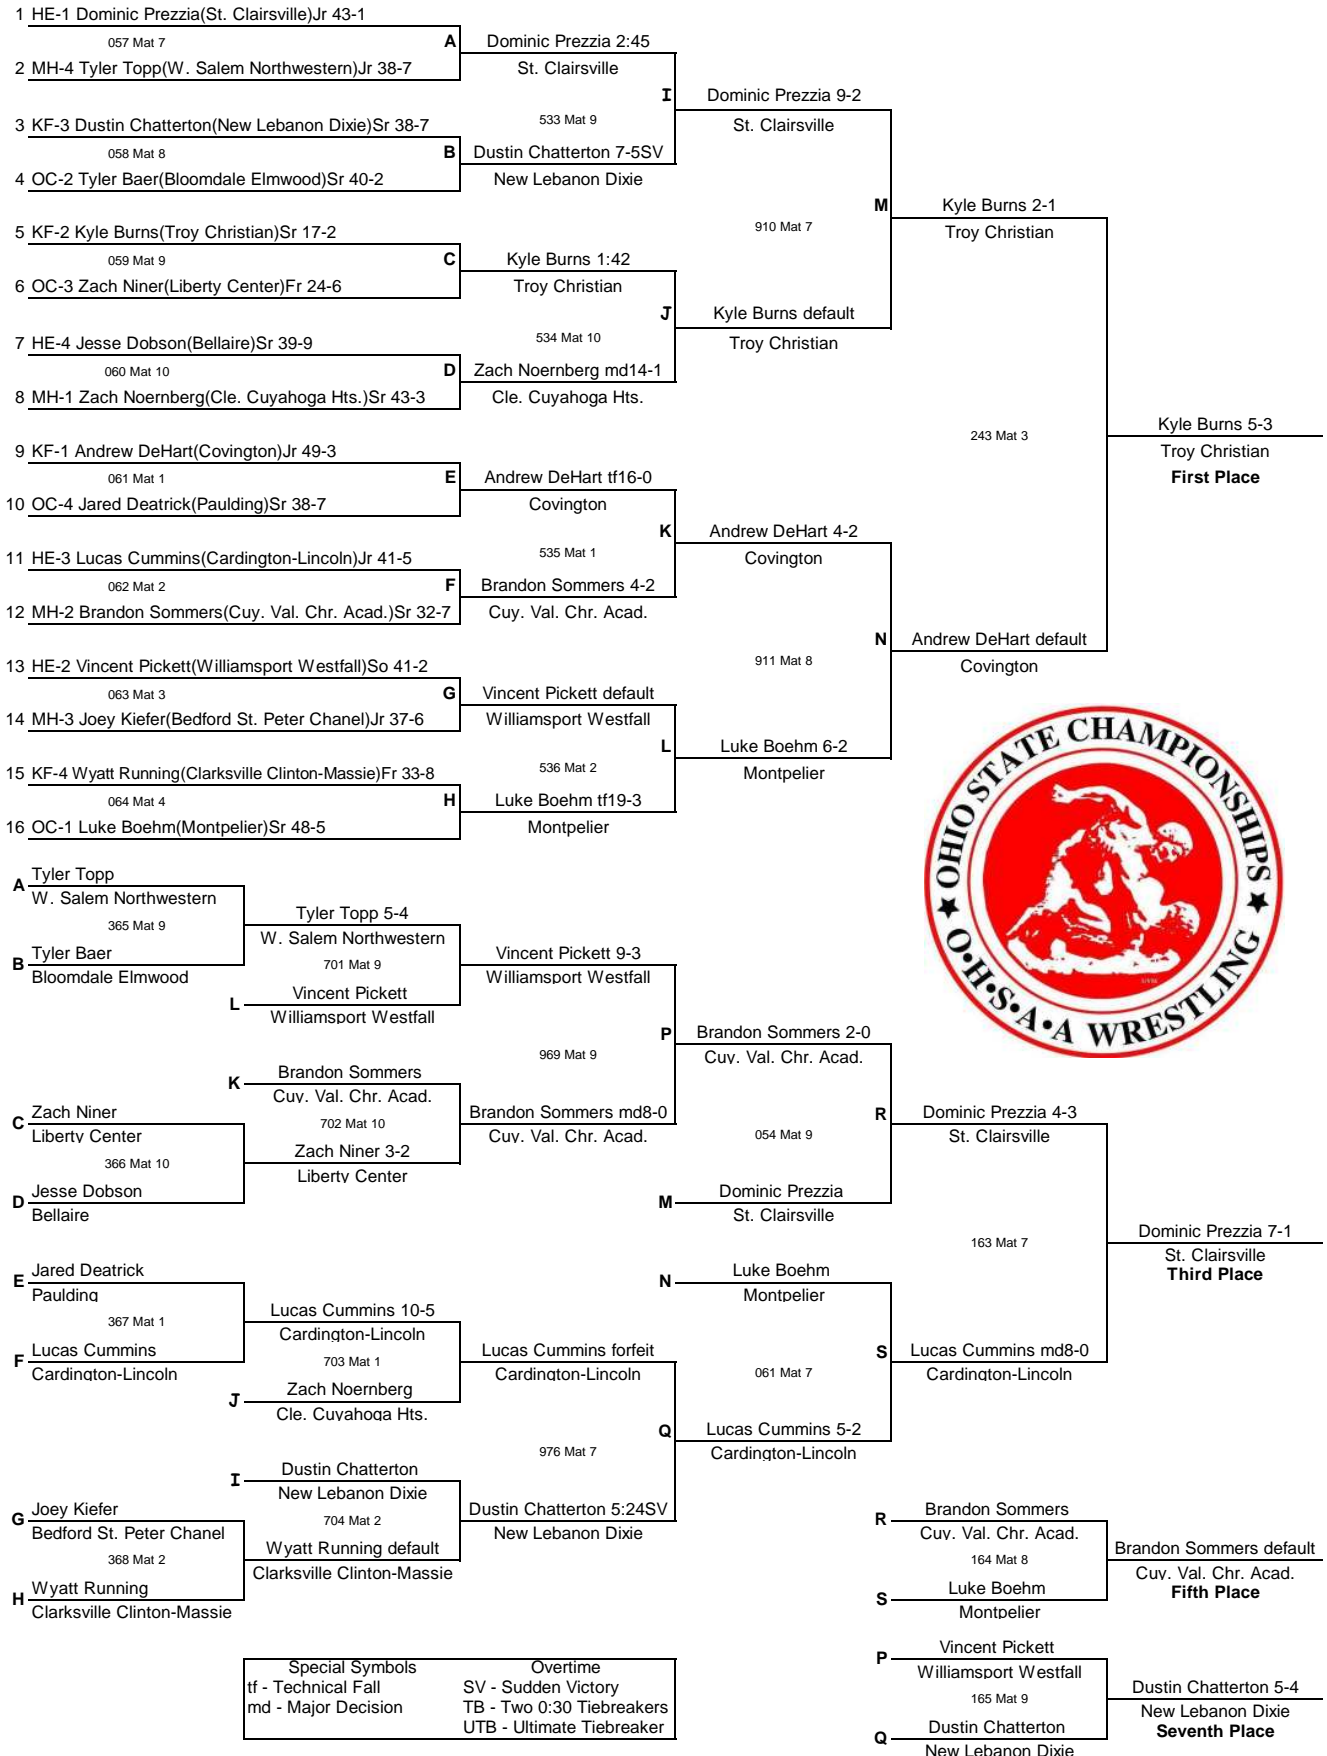 1 HE-1 Dominic Prezzia(St. Clairsville)Jr 43-1
057 Mat 7
A
2 MH-4 Tyler Topp(W. Salem Northwestern)Jr 38-7
Dominic Prezzia 2:45
St. Clairsville
3 KF-3 Dustin Chatterton(New Lebanon Dixie)Sr 38-7
058 Mat 8
B
4 OC-2 Tyler Baer(Bloomdale Elmwood)Sr 40-2
Dustin Chatterton 7-5SV
New Lebanon Dixie
I
533 Mat 9
Dominic Prezzia 9-2
St. Clairsville
5 KF-2 Kyle Burns(Troy Christian)Sr 17-2
059 Mat 9
C
6 OC-3 Zach Niner(Liberty Center)Fr 24-6
Kyle Burns 1:42
Troy Christian
7 HE-4 Jesse Dobson(Bellaire)Sr 39-9
060 Mat 10
D
8 MH-1 Zach Noernberg(Cle. Cuyahoga Hts.)Sr 43-3
Zach Noernberg md14-1
Cle. Cuyahoga Hts.
J
534 Mat 10
Kyle Burns default
Troy Christian
M
910 Mat 7
Kyle Burns 2-1
Troy Christian
9 KF-1 Andrew DeHart(Covington)Jr 49-3
061 Mat 1
E
10 OC-4 Jared Deatrick(Paulding)Sr 38-7
Andrew DeHart tf16-0
Covington
11 HE-3 Lucas Cummins(Cardington-Lincoln)Jr 41-5
062 Mat 2
F
12 MH-2 Brandon Sommers(Cuy. Val. Chr. Acad.)Sr 32-7
Brandon Sommers 4-2
Cuy. Val. Chr. Acad.
K
535 Mat 1
Andrew DeHart 4-2
Covington
13 HE-2 Vincent Pickett(Williamsport Westfall)So 41-2
063 Mat 3
G
14 MH-3 Joey Kiefer(Bedford St. Peter Chanel)Jr 37-6
Vincent Pickett default
Williamsport Westfall
15 KF-4 Wyatt Running(Clarksville Clinton-Massie)Fr 33-8
064 Mat 4
H
16 OC-1 Luke Boehm(Montpelier)Sr 48-5
Luke Boehm tf19-3
Montpelier
L
536 Mat 2
Luke Boehm 6-2
Montpelier
N
911 Mat 8
Andrew DeHart default
Covington
243 Mat 3
Kyle Burns 5-3
Troy Christian
First Place
OHIO STATE CHAMPIONSHIPS
O•H•S•A•A WRESTLING
A Tyler Topp
W. Salem Northwestern
365 Mat 9
B Tyler Baer
Bloomdale Elmwood
Tyler Topp 5-4
W. Salem Northwestern
701 Mat 9
L Vincent Pickett
Williamsport Westfall
Vincent Pickett 9-3
Williamsport Westfall
K Brandon Sommers
Cuy. Val. Chr. Acad.
702 Mat 10
C Zach Niner
Liberty Center
366 Mat 10
D Jesse Dobson
Bellaire
Zach Niner 3-2
Liberty Center
Brandon Sommers md8-0
Cuy. Val. Chr. Acad.
P
969 Mat 9
Brandon Sommers 2-0
Cuy. Val. Chr. Acad.
054 Mat 9
M Dominic Prezzia
St. Clairsville
R
Dominic Prezzia 4-3
St. Clairsville
E Jared Deatrick
Paulding
367 Mat 1
F Lucas Cummins
Cardington-Lincoln
Lucas Cummins 10-5
Cardington-Lincoln
703 Mat 1
J Zach Noernberg
Cle. Cuyahoga Hts.
Lucas Cummins forfeit
Cardington-Lincoln
I Dustin Chatterton
New Lebanon Dixie
704 Mat 2
G Joey Kiefer
Bedford St. Peter Chanel
368 Mat 2
H Wyatt Running
Clarksville Clinton-Massie
Wyatt Running default
Clarksville Clinton-Massie
Dustin Chatterton 5:24SV
New Lebanon Dixie
Q
976 Mat 7
Lucas Cummins 5-2
Cardington-Lincoln
N Luke Boehm
Montpelier
061 Mat 7
S
Lucas Cummins md8-0
Cardington-Lincoln
163 Mat 7
Dominic Prezzia 7-1
St. Clairsville
Third Place
R Brandon Sommers
Cuy. Val. Chr. Acad.
164 Mat 8
S Luke Boehm
Montpelier
Brandon Sommers default
Cuy. Val. Chr. Acad.
Fifth Place
P Vincent Pickett
Williamsport Westfall
165 Mat 9
Q Dustin Chatterton
New Lebanon Dixie
Dustin Chatterton 5-4
New Lebanon Dixie
Seventh Place
Special Symbols
tf - Technical Fall
md - Major Decision
Overtime
SV - Sudden Victory
TB - Two 0:30 Tiebreakers
UTB - Ultimate Tiebreaker